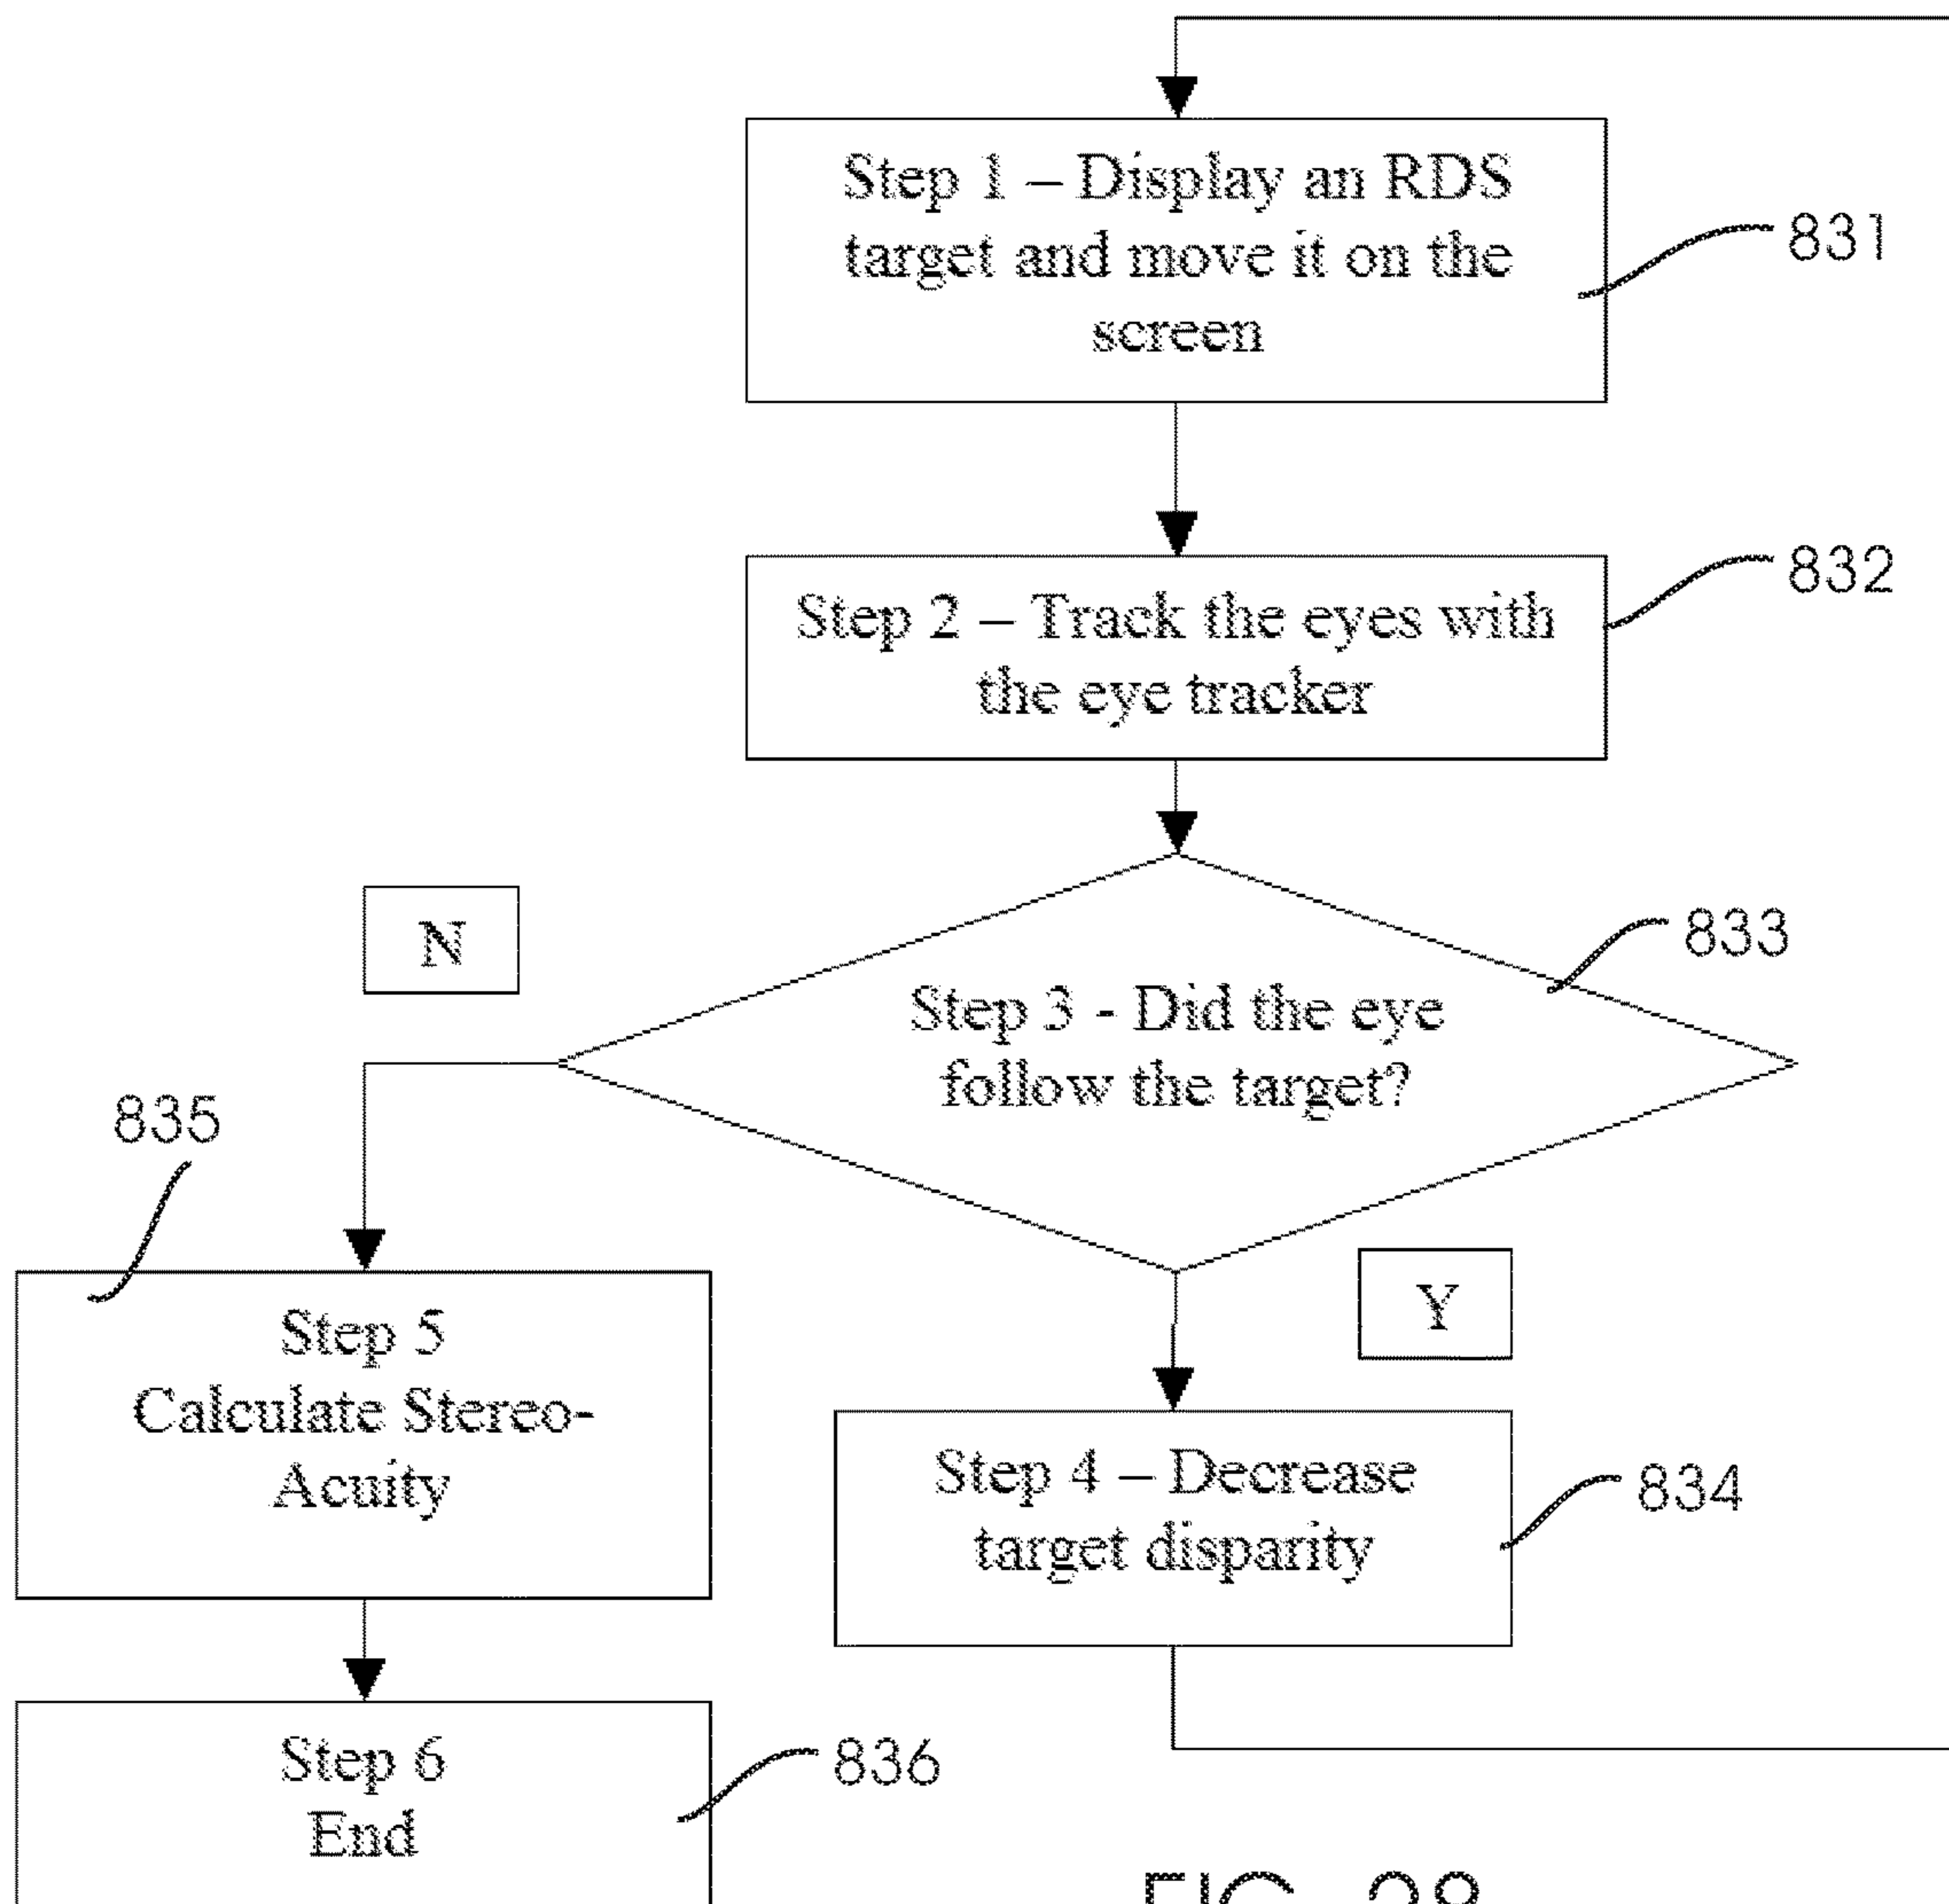 Step 1 – Display an RDS
target and move it on the
screen
831
Step 2 – Track the eyes with
the eye tracker
832
N
Step 3 - Did the eye
follow the target?
833
835
Step 5
Calculate Stereo-
Acuity
Y
Step 4 – Decrease
target disparity
834
Step 6
End
836
FIG. 28